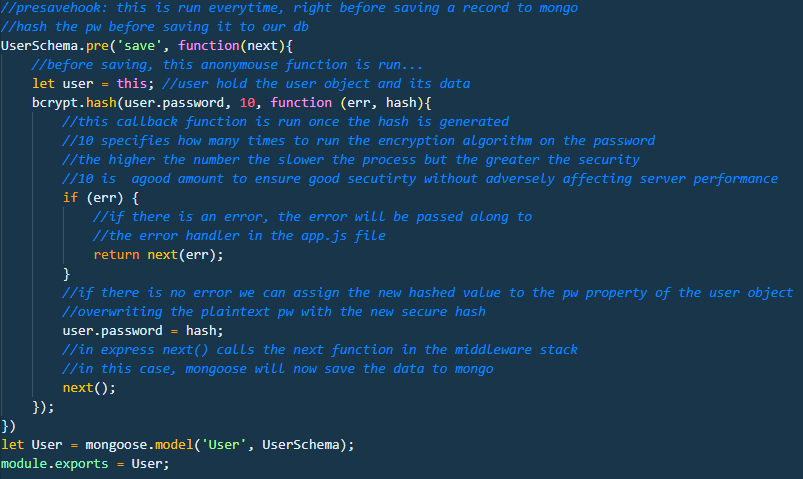 //presavehook: this is run everytime, right before saving a record to mongo
//hash the pw before saving it to our db
UserSchema.pre('save', function(next){
    //before saving, this anonymouse function is run...
    let user = this; //user hold the user object and its data
    bcrypt.hash(user.password, 10, function (err, hash){
        //this callback function is run once the hash is generated
        //10 specifies how many times to run the encryption algorithm on the password
        //the higher the number the slower the process but the greater the security
        //10 is  agood amount to ensure good secutirty without adversely affecting server performance
        if (err) {
            //if there is an error, the error will be passed along to
            //the error handler in the app.js file
            return next(err);
        }
        //if there is no error we can assign the new hashed value to the pw property of the user object
        //overwriting the plaintext pw with the new secure hash
        user.password = hash;
        //in express next() calls the next function in the middleware stack
        //in this case, mongoose will now save the data to mongo
        next();
    });
})
let User = mongoose.model('User', UserSchema);
module.exports = User;